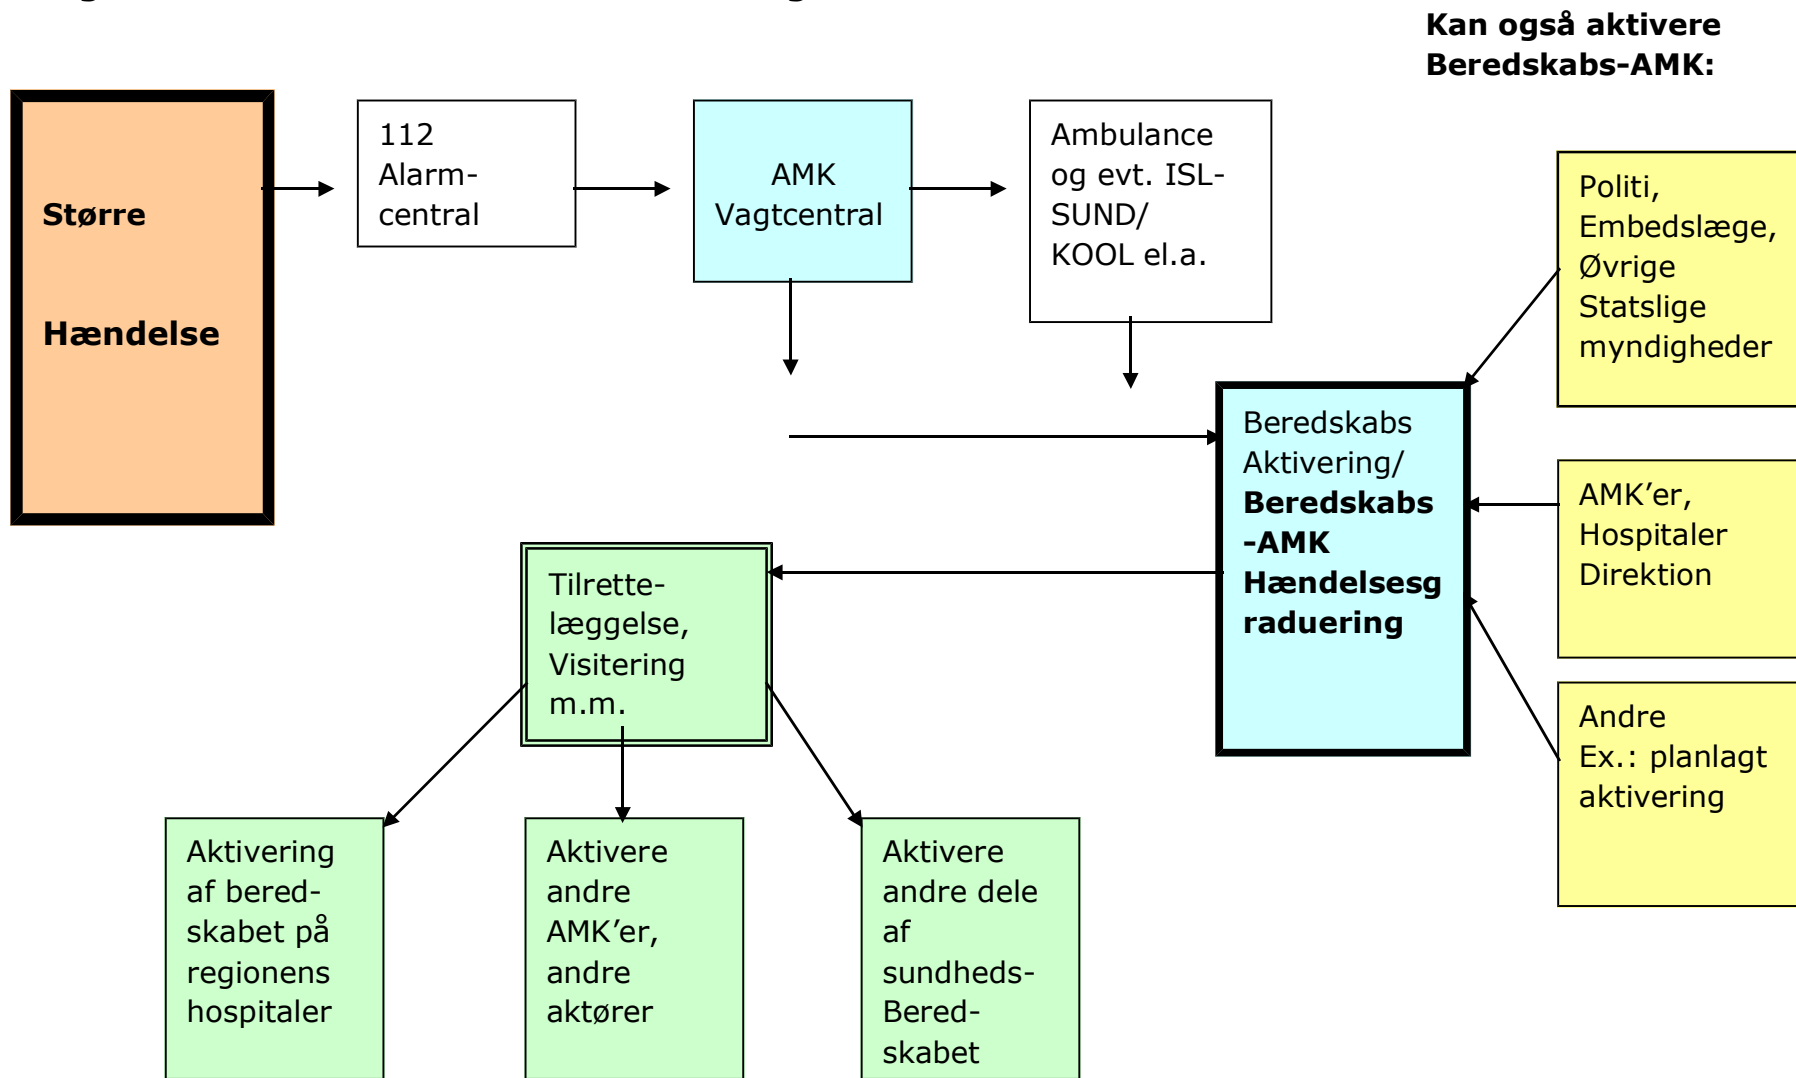 Kan også aktivere
Beredskabs-AMK:
Større
Hændelse
112
Alarm-
central
AMK
Vagtcentral
Ambulance
og evt. ISL-
SUND/
KOOL el.a.
Politi,
Embedslæge,
Øvrige
Statslige
myndigheder
Beredskabs
Aktivering/
Beredskabs
-AMK
Hændelsesg
raduering
AMK’er,
Hospitaler
Direktion
Andre
Ex.: planlagt
aktivering
Tilrette-
læggelse,
Visitering
m.m.
Aktivering
af bered-
skabet på
regionens
hospitaler
Aktivere
andre
AMK’er,
andre
aktører
Aktivere
andre dele
af
sundheds-
Bered-
skabet